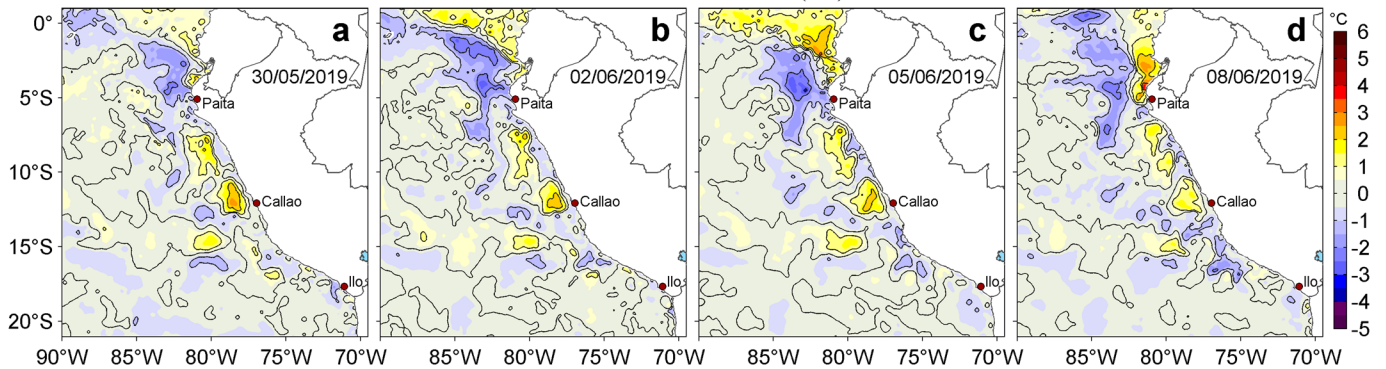 a b c d °C
0° 6
30/05/2019 02/06/2019 05/06/2019 08/06/2019 5
4
5°S Paita Paita Paita Paita 3
2
10°S 1
Callao Callao Callao Callao 0
-1
15°S -2
Ilo Ilo Ilo Ilo -3
-4
20°S -5
90°W 85°W 80°W 75°W 70°W 85°W 80°W 75°W 70°W 85°W 80°W 75°W 70°W 85°W 80°W 75°W 70°W